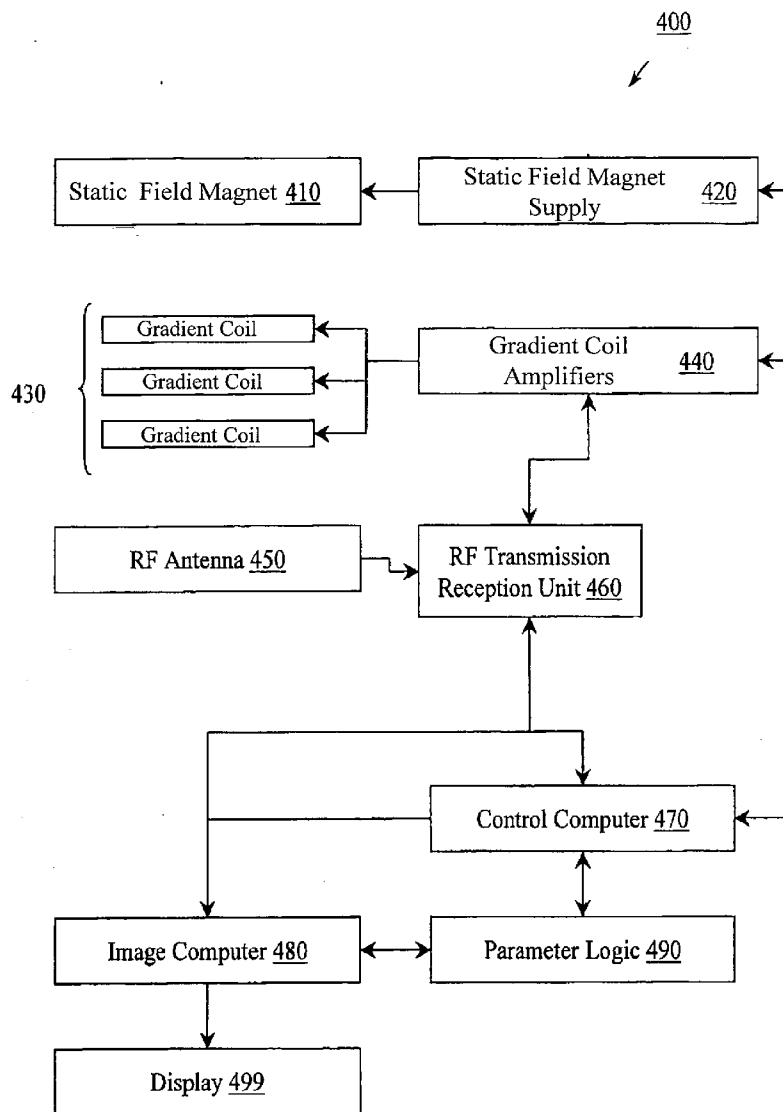 400
Static Field Magnet 410
Static Field Magnet
Supply 420
430
Gradient Coil
Gradient Coil
Gradient Coil
Gradient Coil
Amplifiers 440
RF Antenna 450
RF Transmission
Reception Unit 460
Control Computer 470
Image Computer 480
Parameter Logic 490
Display 499